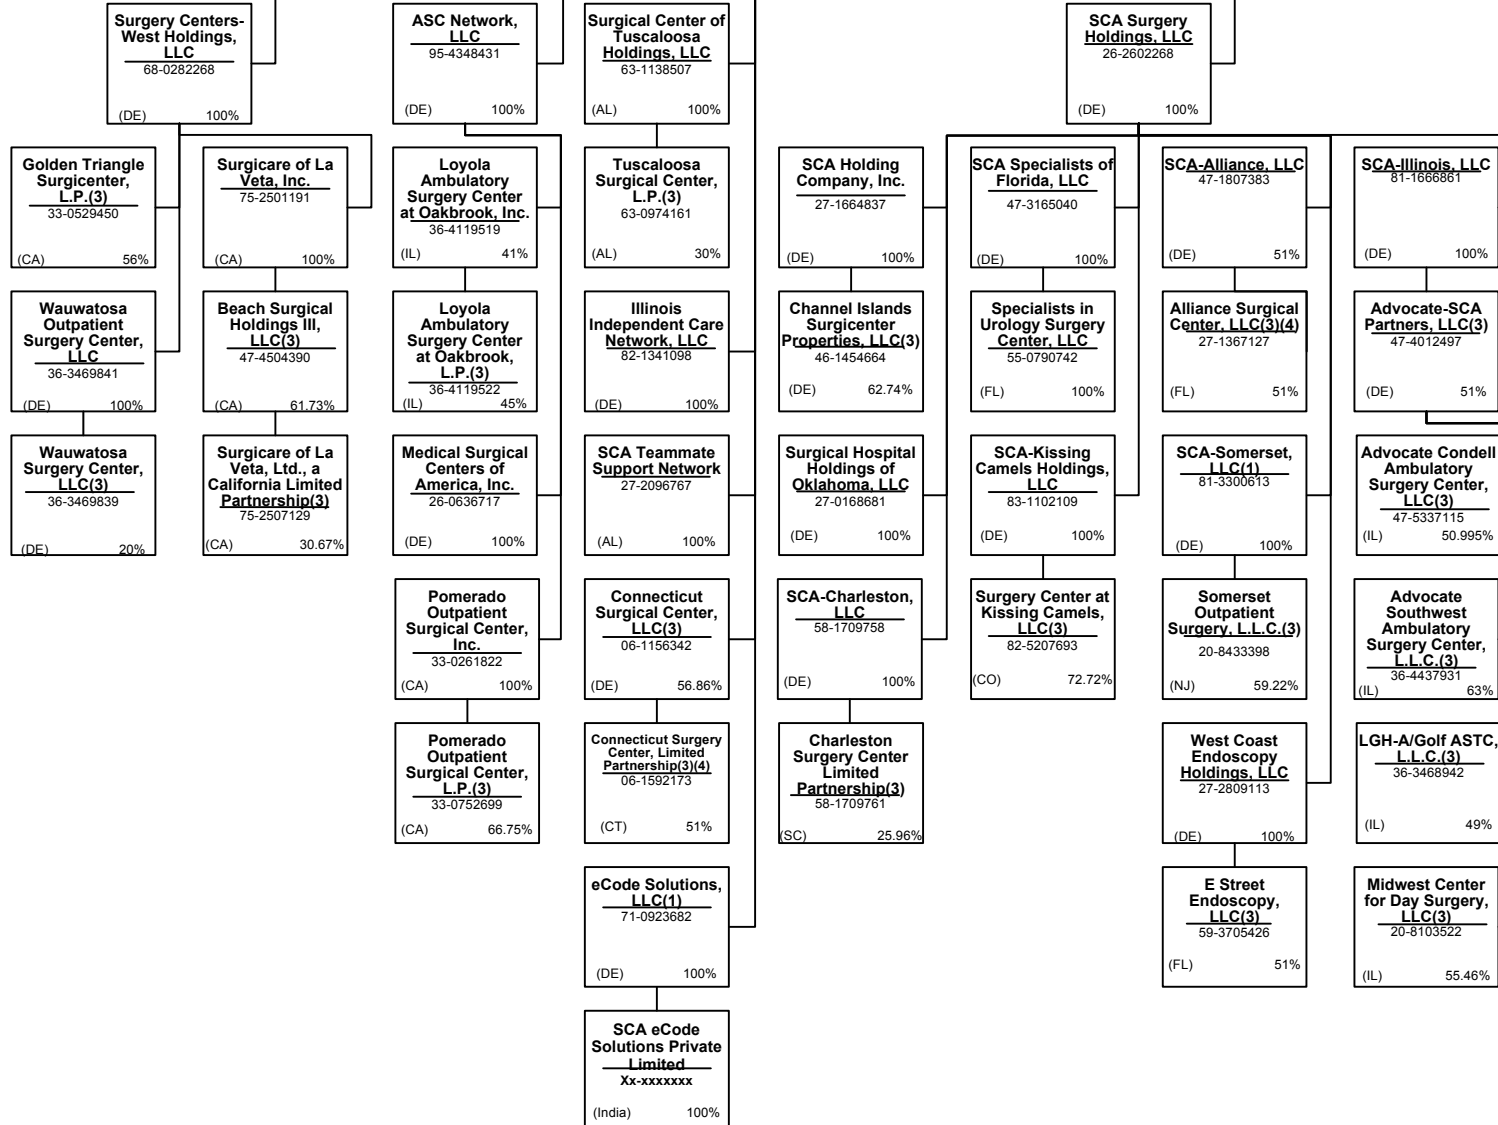 Surgery Centers-
West Holdings,
LLC
68-0282268
(DE) 100%
ASC Network,
LLC
95-4348431
(DE) 100%
Surgical Center of
Tuscaloosa
Holdings, LLC
63-1138507
(AL) 100%
SCA Surgery
Holdings, LLC
26-2602268
(DE) 100%
Golden Triangle
Surgicenter,
L.P.(3)
33-0529450
(CA) 56%
Surgicare of La
Veta, Inc.
75-2501191
(CA) 100%
Loyola
Ambulatory
Surgery Center
at Oakbrook, Inc.
36-4119519
(IL) 41%
Tuscaloosa
Surgical Center,
L.P.(3)
63-0974161
(AL) 30%
SCA Holding
Company, Inc.
27-1664837
(DE) 100%
SCA Specialists of
Florida, LLC
47-3165040
(DE) 100%
SCA-Alliance, LLC
47-1807383
(DE) 51%
SCA-Illinois, LLC
81-1666861
(DE) 100%
Wauwatosa
Outpatient
Surgery Center,
LLC
36-3469841
(DE) 100%
Beach Surgical
Holdings III,
LLC(3)
47-4504390
(CA) 61.73%
Loyola
Ambulatory
Surgery Center
at Oakbrook,
L.P.(3)
36-4119522
(IL) 45%
Illinois
Independent Care
Network, LLC
82-1341098
(DE) 100%
Channel Islands
Surgicenter
Properties, LLC(3)
46-1454664
(DE) 62.74%
Specialists in
Urology Surgery
Center, LLC
55-0790742
(FL) 100%
Alliance Surgical
Center, LLC(3)(4)
27-1367127
(FL) 51%
Advocate-SCA
Partners, LLC(3)
47-4012497
(DE) 51%
Wauwatosa
Surgery Center,
LLC(3)
36-3469839
(DE) 20%
Surgicare of La
Veta, Ltd., a
California Limited
Partnership(3)
75-2507129
(CA) 30.67%
Medical Surgical
Centers of
America, Inc.
26-0636717
(DE) 100%
SCA Teammate
Support Network
27-2096767
(AL) 100%
Surgical Hospital
Holdings of
Oklahoma, LLC
27-0168681
(DE) 100%
SCA-Kissing
Camels Holdings,
LLC
83-1102109
(DE) 100%
SCA-Somerset,
LLC(1)
81-3300613
(DE) 100%
Advocate Condell
Ambulatory
Surgery Center,
LLC(3)
47-5337115
(IL) 50.995%
Pomerado
Outpatient
Surgical Center,
Inc.
33-0261822
(CA) 100%
Connecticut
Surgical Center,
LLC(3)
06-1156342
(DE) 56.86%
SCA-Charleston,
LLC
58-1709758
(DE) 100%
Surgery Center at
Kissing Camels,
LLC(3)
82-5207693
(CO) 72.72%
Somerset
Outpatient
Surgery, L.L.C.(3)
20-8433398
(NJ) 59.22%
Advocate
Southwest
Ambulatory
Surgery Center,
L.L.C.(3)
36-4437931
(IL) 63%
Pomerado
Outpatient
Surgical Center,
L.P.(3)
33-0752699
(CA) 66.75%
Connecticut Surgery
Center, Limited
Partnership(3)(4)
06-1592173
(CT) 51%
Charleston
Surgery Center
Limited
Partnership(3)
58-1709761
(SC) 25.96%
West Coast
Endoscopy
Holdings, LLC
27-2809113
(DE) 100%
LGH-A/Golf ASTC,
L.L.C.(3)
36-3468942
(IL) 49%
eCode Solutions,
LLC(1)
71-0923682
(DE) 100%
E Street
Endoscopy,
LLC(3)
59-3705426
(FL) 51%
Midwest Center
for Day Surgery,
LLC(3)
20-8103522
(IL) 55.46%
SCA eCode
Solutions Private
Limited
Xx-xxxxxxx
(India) 100%